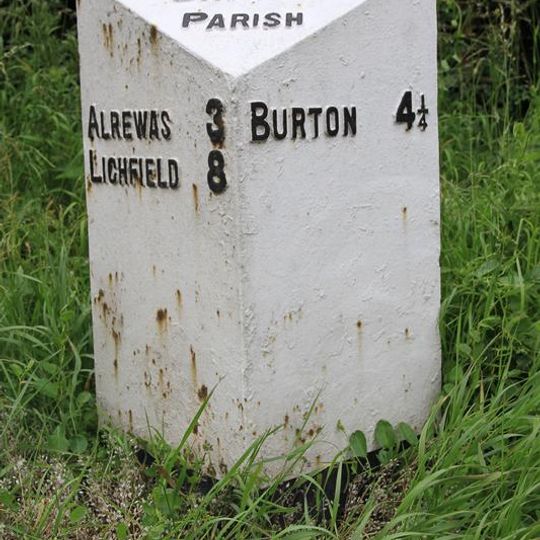 PARISH
ALREWAS 3
LICHFIELD 8
BURTON 4¼